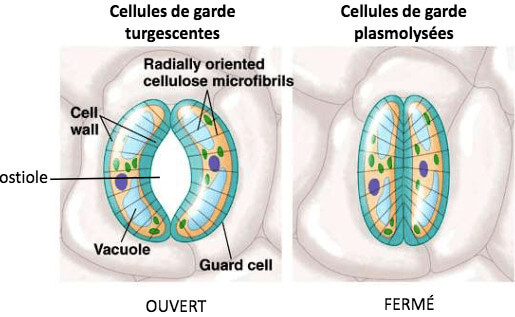 Cellules de garde
turgescentes
Cellules de garde
plasmolysées
Radially oriented
cellulose microfibrils
Cell
wall
ostiole
Vacuole
Guard cell
OUVERT
FERMÉ